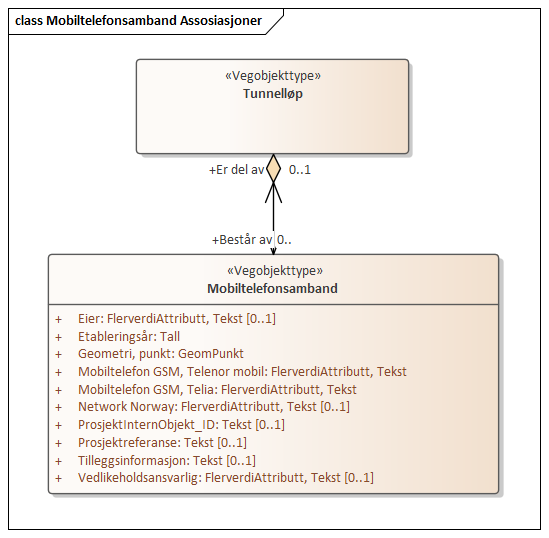 class Mobiltelefonsamband Assosiasjoner
«Vegobjekttype»
Tunnelløp
+Er del av 0..1
+Består av 0..
«Vegobjekttype»
Mobiltelefonsamband
+ Eier: FlerverdiAttributt, Tekst [0..1]
+ Etableringsår: Tall
+ Geometri, punkt: GeomPunkt
+ Mobiltelefon GSM, Telenor mobil: FlerverdiAttributt, Tekst
+ Mobiltelefon GSM, Telia: FlerverdiAttributt, Tekst
+ Network Norway: FlerverdiAttributt, Tekst [0..1]
+ ProsjektInternObjekt_ID: Tekst [0..1]
+ Prosjektreferanse: Tekst [0..1]
+ Tilleggsinformasjon: Tekst [0..1]
+ Vedlikeholdsansvarlig: FlerverdiAttributt, Tekst [0..1]